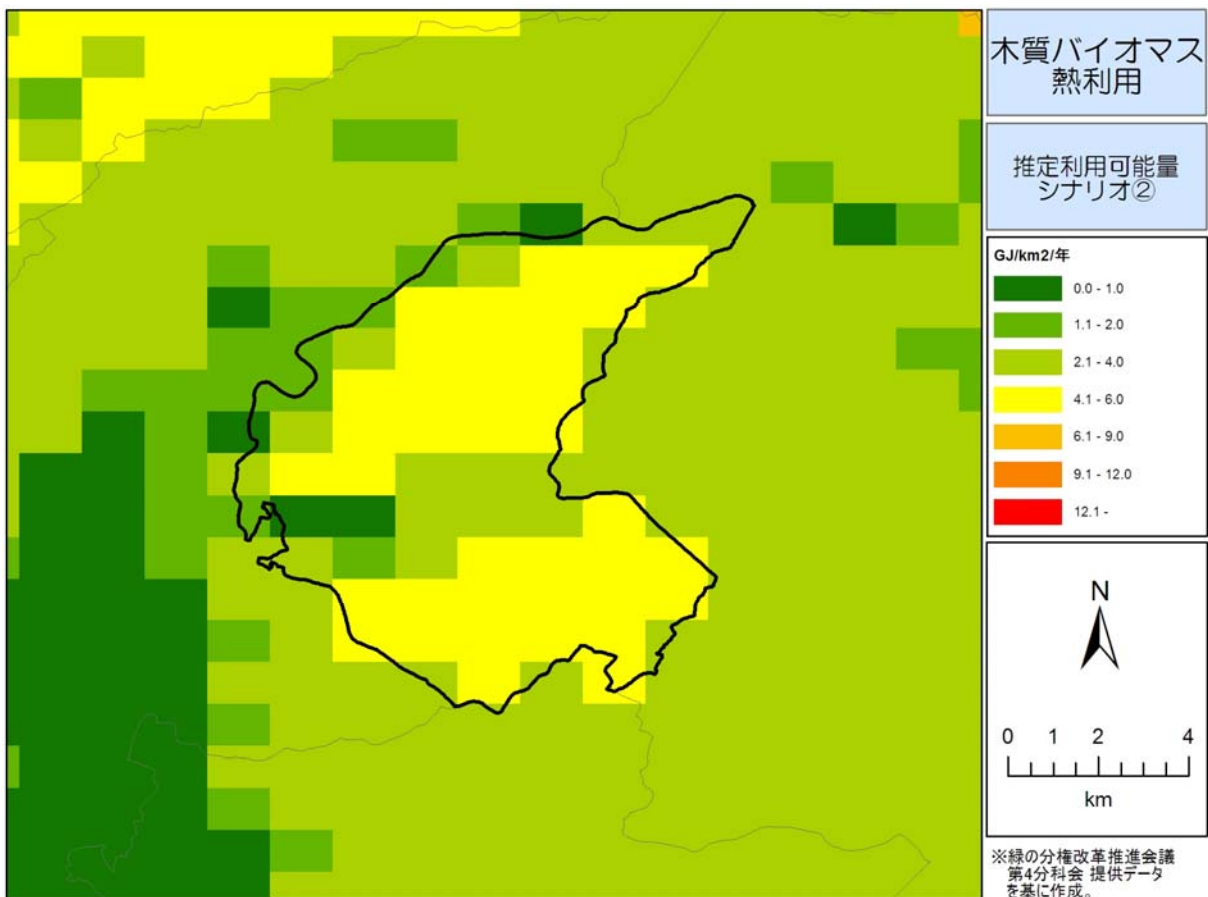 木質バイオマス
熱利用
推定利用可能量
シナリオ②
GJ/km2/年
0.0 - 1.0
1.1 - 2.0
2.1 - 4.0
4.1 - 6.0
6.1 - 9.0
9.1 - 12.0
12.1 -
N
0 1 2 4
km
※緑の分権改革推進会議
第4分科会 提供データ
を基に作成。